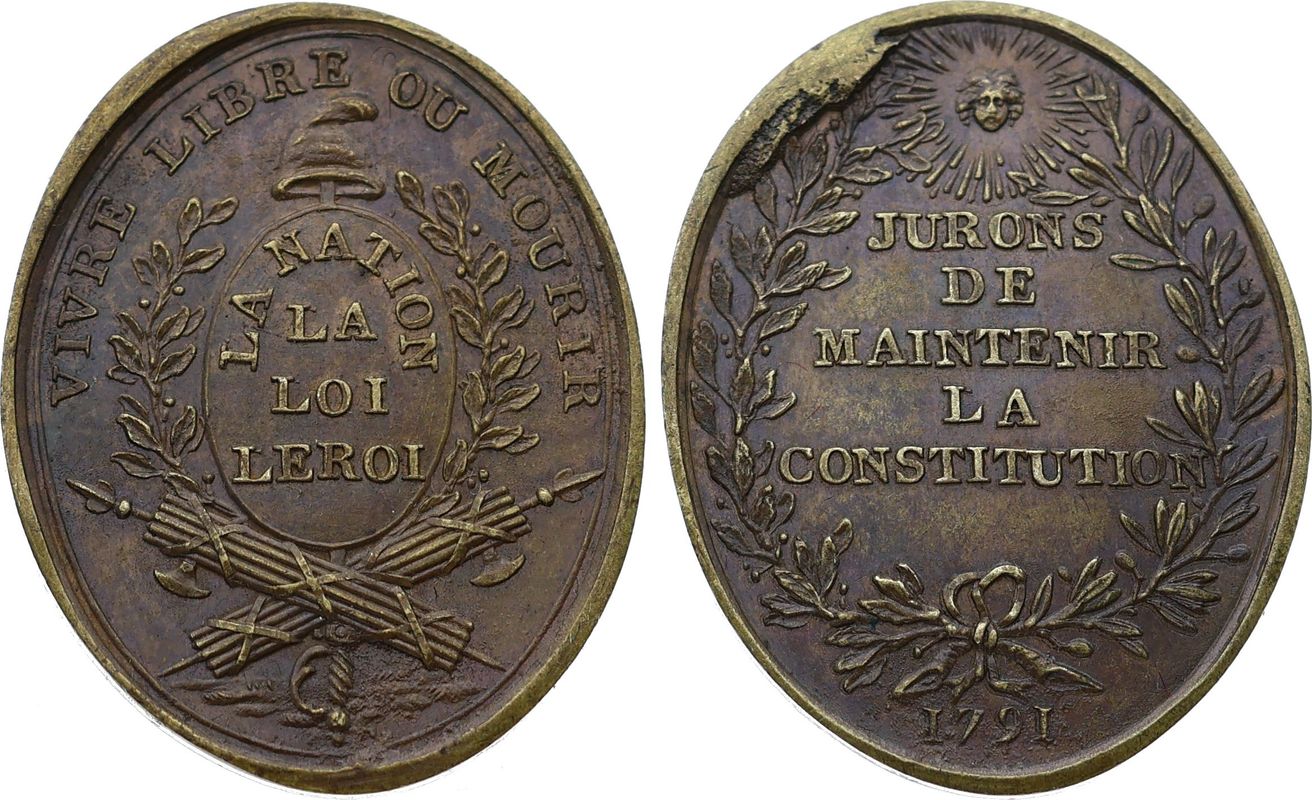 VIVRE LIBRE OU MOURIR
LA NATION
LA
LOI
LEROI
JURONS
DE
MAINTENIR
LA
CONSTITUTION
1791